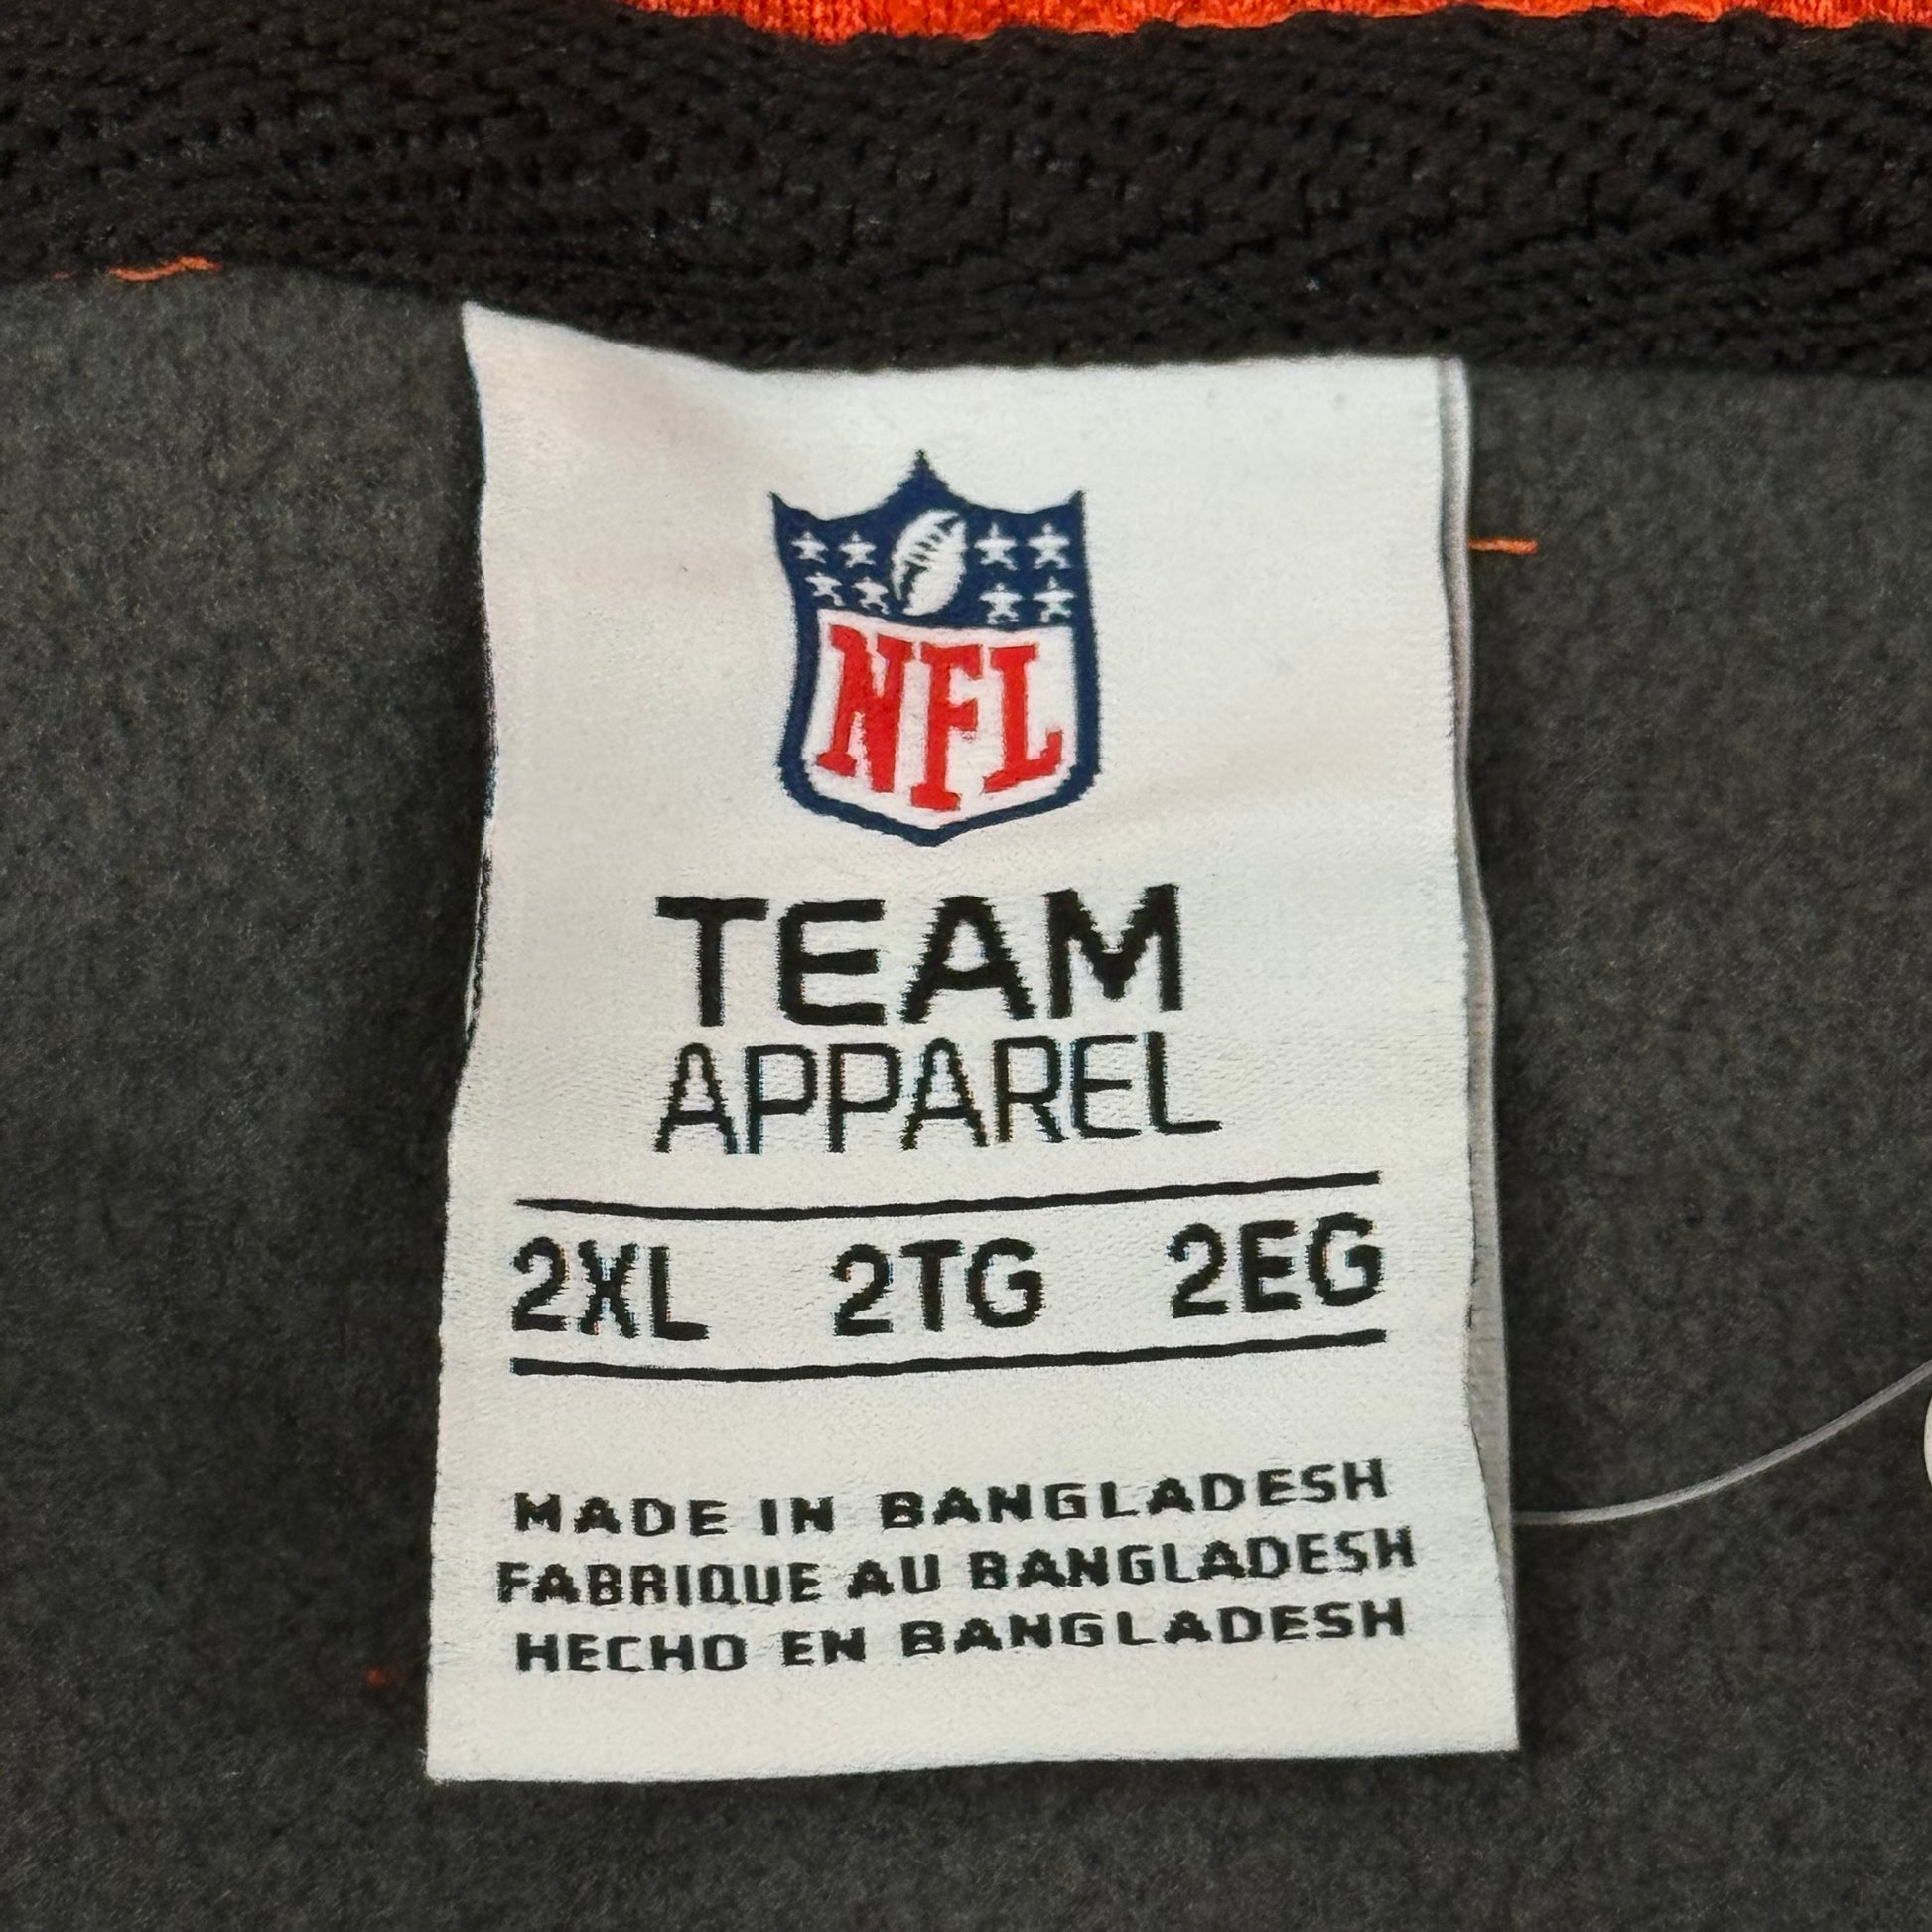 NFL
TEAM
APPAREL
2XL 2TG 2EG
MADE IN BANGLADESH
FABRIQUE AU BANGLADESH
HECHO EN BANGLADESH